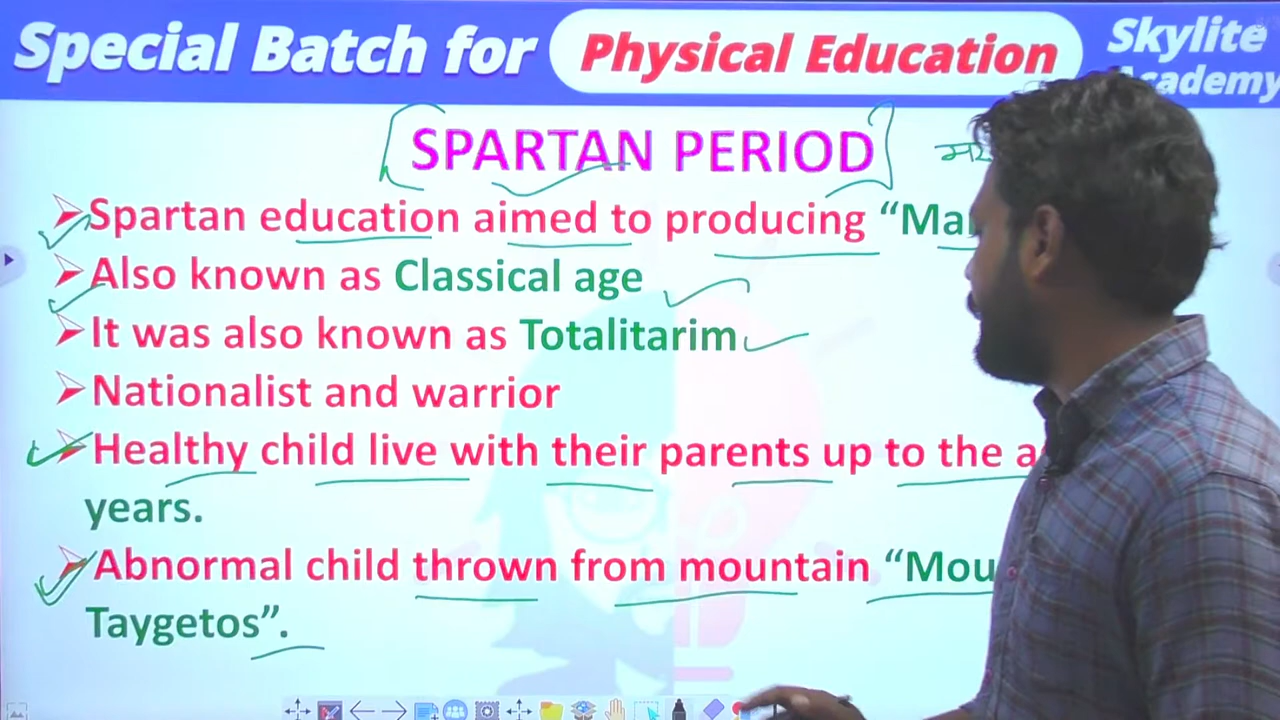 Special Batch for Physical Education Skylite Academy
SPARTAN PERIOD
Spartan education aimed to producing
Also known as Classical age
It was also known as Totalitarim
Nationalist and warrior
Healthy child live with their parents up to the
years.
Abnormal child thrown from mountain
Taygetos”.